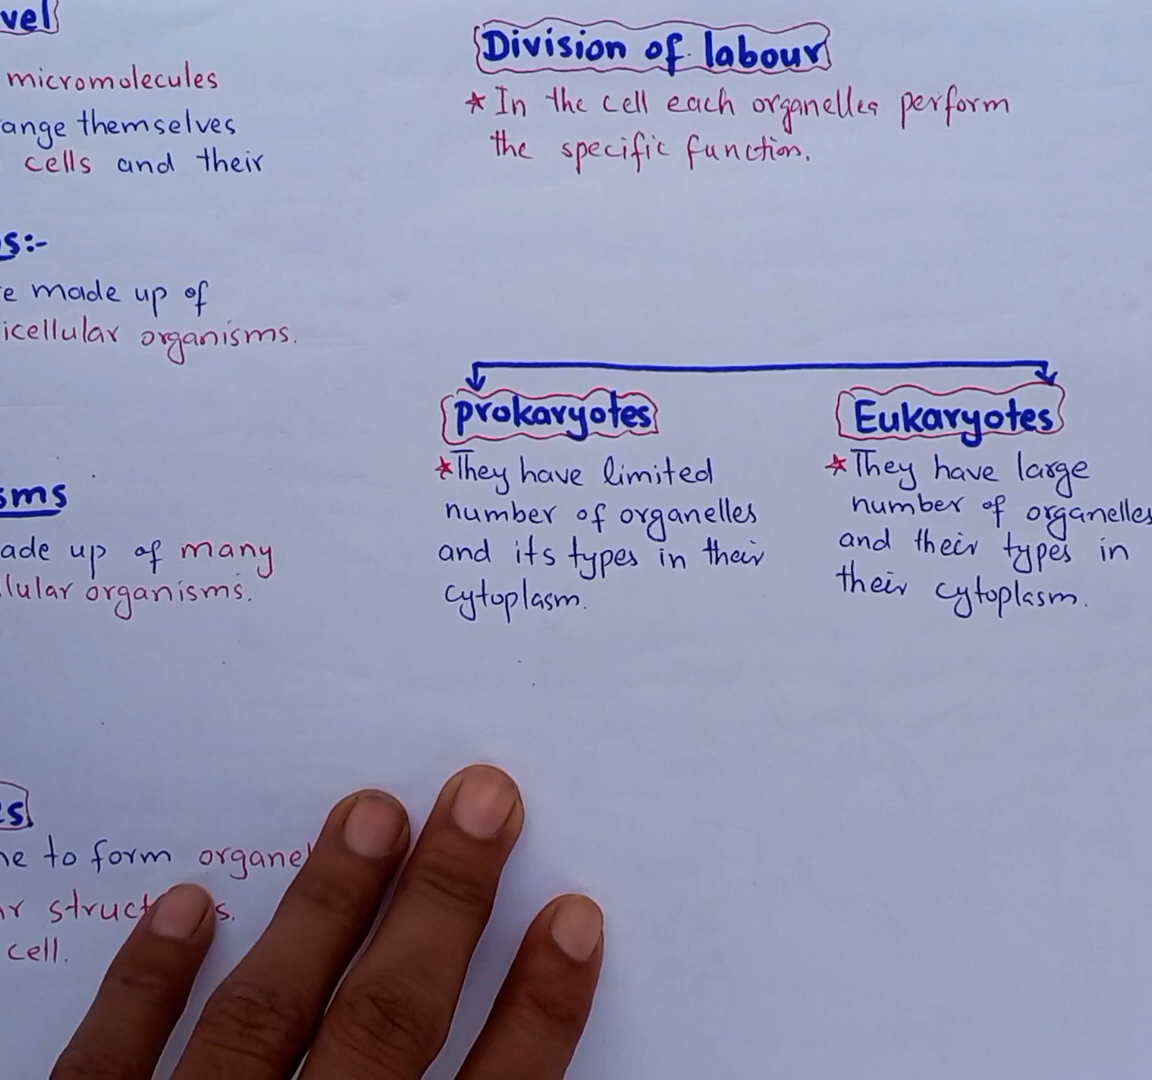 vel
micromolecules
ange themselves
cells and their
s:-
e made up of
icellular organisms.
sms
ade up of many
lular organisms.
es
ne to form organel
ar struct s.
cell.
Division of labour
* In the cell each organelles perform
the specific function.
Prokaryotes
* They have limited
number of organelles
and its types in their
cytoplasm.
Eukaryotes
* They have large
number of organelles
and their types in
their cytoplasm.